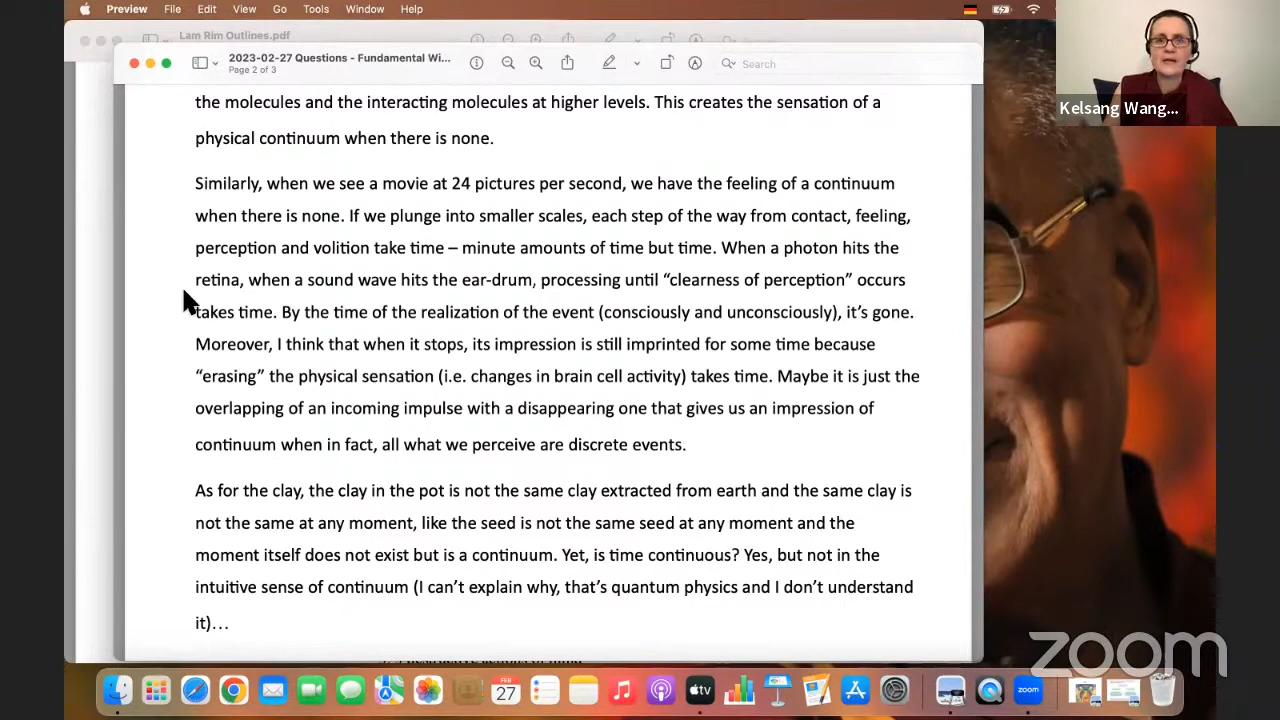 Preview File Edit View Go Tools Window Help
Lam Rim Outlines.pdf
2023-02-27 Questions - Fundamental Wi...
Page 2 of 3
Search
Kelsang Wang...
the molecules and the interacting molecules at higher levels. This creates the sensation of a
physical continuum when there is none.
Similarly, when we see a movie at 24 pictures per second, we have the feeling of a continuum
when there is none. If we plunge into smaller scales, each step of the way from contact, feeling,
perception and volition take time – minute amounts of time but time. When a photon hits the
retina, when a sound wave hits the ear-drum, processing until “clearness of perception” occurs
takes time. By the time of the realization of the event (consciously and unconsciously), it’s gone.
Moreover, I think that when it stops, its impression is still imprinted for some time because
“erasing” the physical sensation (i.e. changes in brain cell activity) takes time. Maybe it is just the
overlapping of an incoming impulse with a disappearing one that gives us an impression of
continuum when in fact, all what we perceive are discrete events.
As for the clay, the clay in the pot is not the same clay extracted from earth and the same clay is
not the same at any moment, like the seed is not the same seed at any moment and the
moment itself does not exist but is a continuum. Yet, is time continuous? Yes, but not in the
intuitive sense of continuum (I can’t explain why, that’s quantum physics and I don’t understand
it)…
zoom
FEB
27
tv
zoom